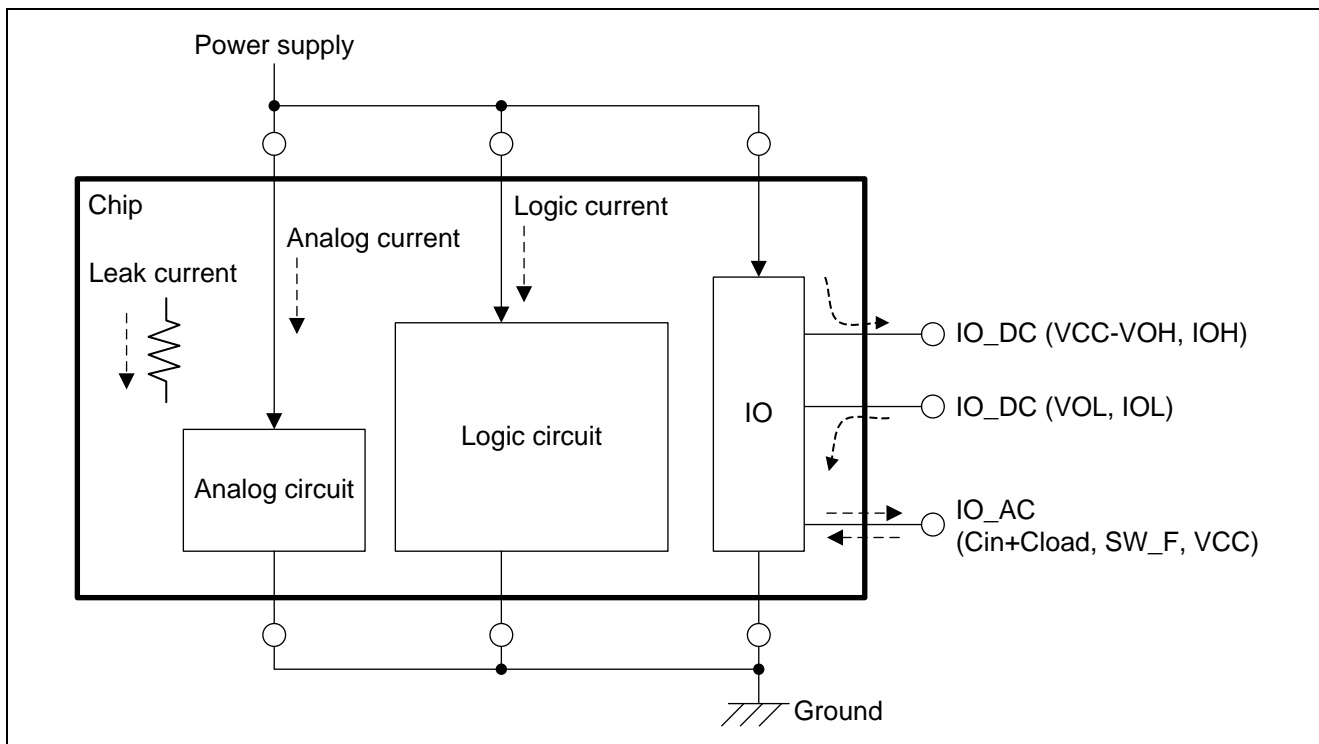 Power supply
Chip
Logic current
Analog current
Leak current
IO_DC (VCC-VOH, IOH)
IO
IO_DC (VOL, IOL)
Logic circuit
Analog circuit
IO_AC
(Cin+Cload, SW_F, VCC)
Ground